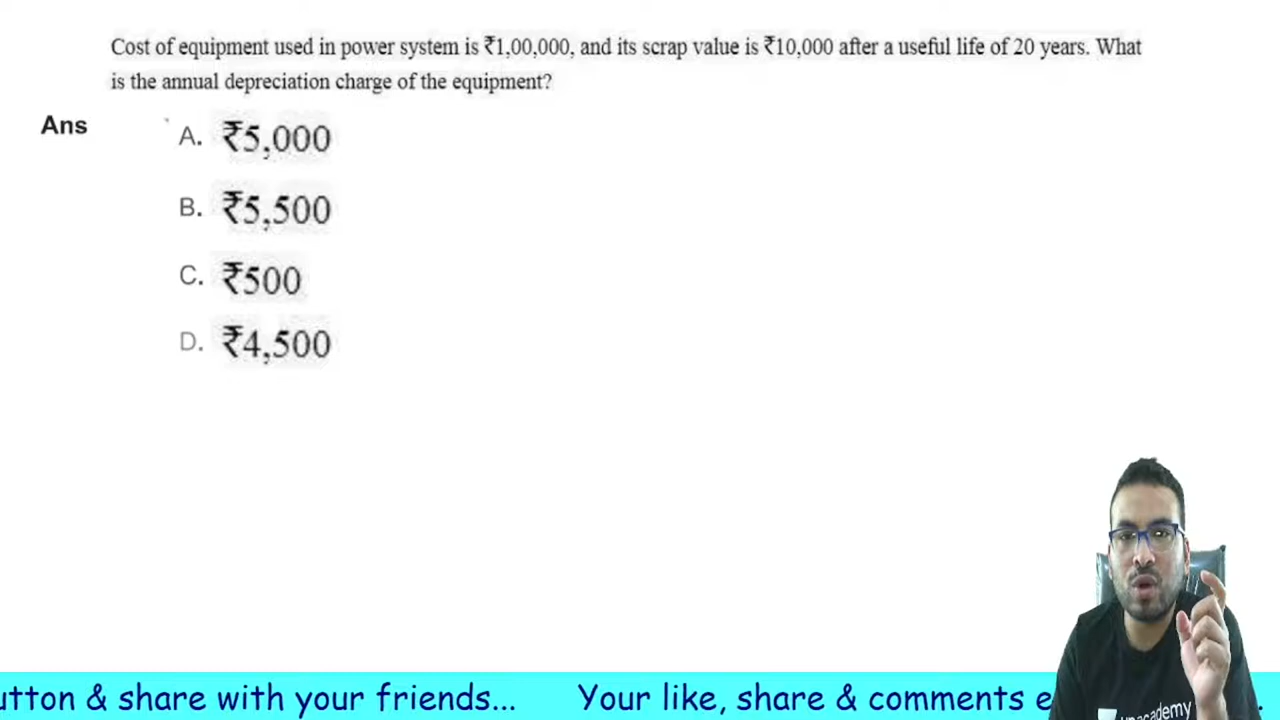 Cost of equipment used in power system is ₹1,00,000, and its scrap value is ₹10,000 after a useful life of 20 years. What
is the annual depreciation charge of the equipment?
Ans
A. ₹5,000
B. ₹5,500
C. ₹500
D. ₹4,500
utton & share with your friends... Your like, share & comments e
unacademy